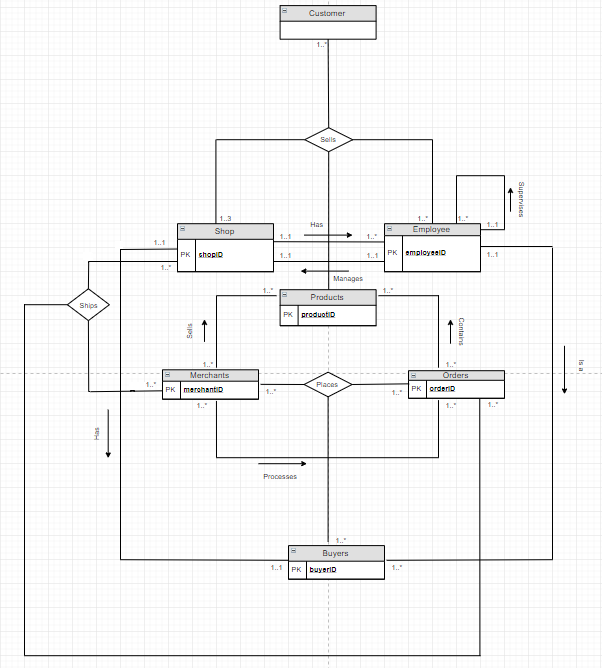 Customer
1..*
Sells
Supervises
1..3
1..*
1..*
1..1
Shop
Has
Employee
PK
shopID
1..1
1..1
1..*
PK
employeeID
1..1
1..1
1..1
1..*
Manages
1..*
Products
1..*
PK
productID
Ships
Sells
Contains
1..*
1..*
Is a
Merchants
Orders
1..*
PK
merchantID
1..*
Places
1..*
PK
orderID
1..*
1..*
1..*
Has
Processes
1..*
Buyers
1..1
PK
buyerID
1..*